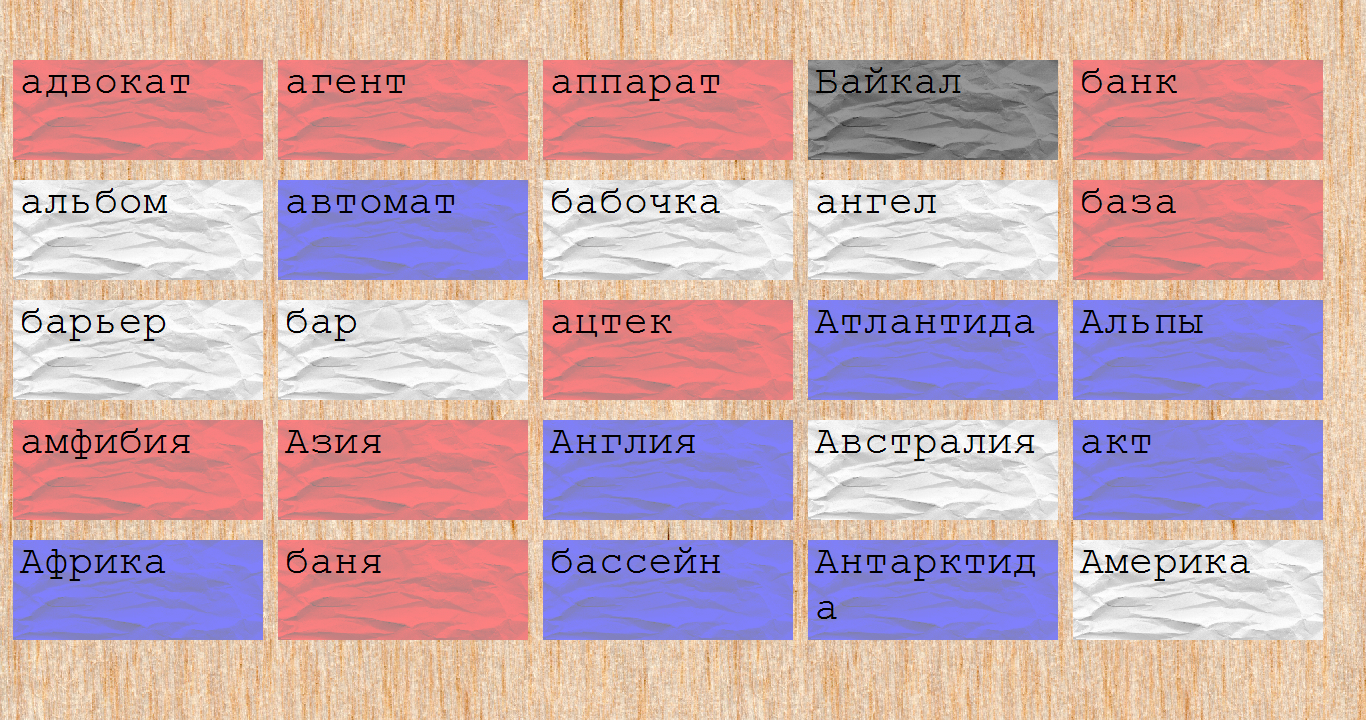 адвокат агент аппарат Байкал банк
альбом автомат бабочка ангел база
барьер бар ацтек Атлантида Альпы
амфибия Азия Англия Австралия акт
Африка баня бассейн Антарктид Америка
а